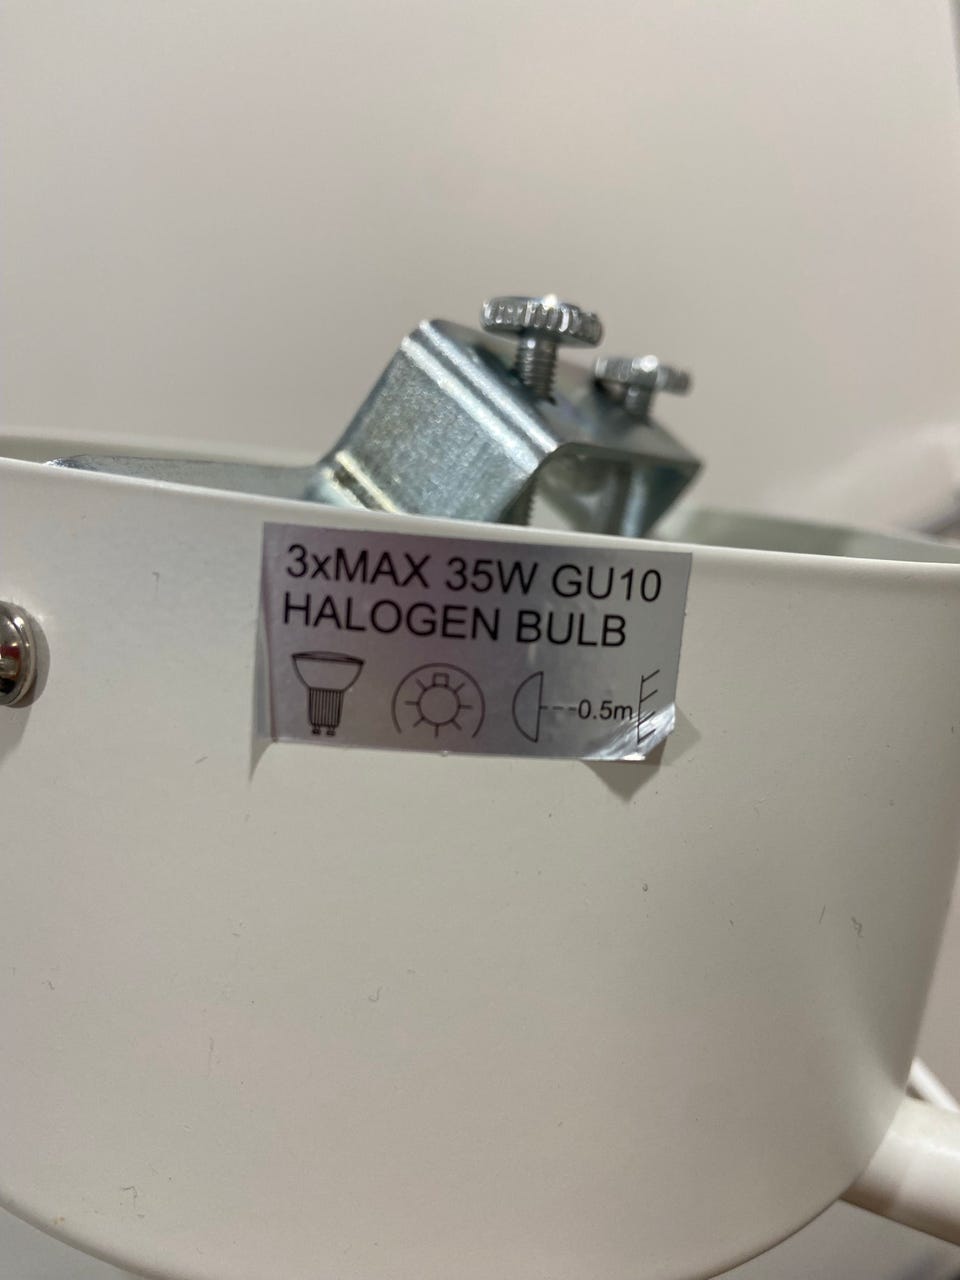 3xMAX 35W GU10
HALOGEN BULB
0.5m